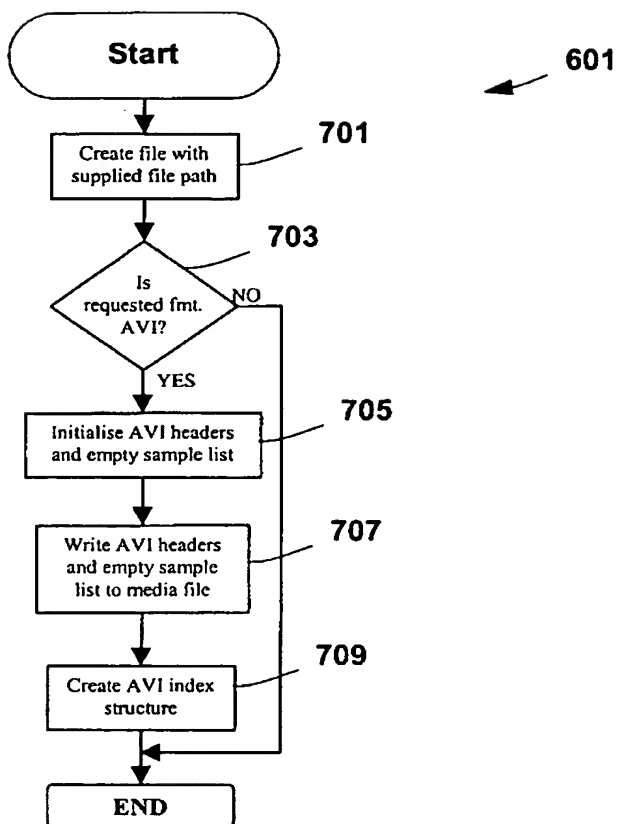 Start
601
701
Create file with
supplied file path
703
Is
requested fmt.
AVI?
NO
YES
705
Initialise AVI headers
and empty sample list
707
Write AVI headers
and empty sample
list to media file
709
Create AVI index
structure
END